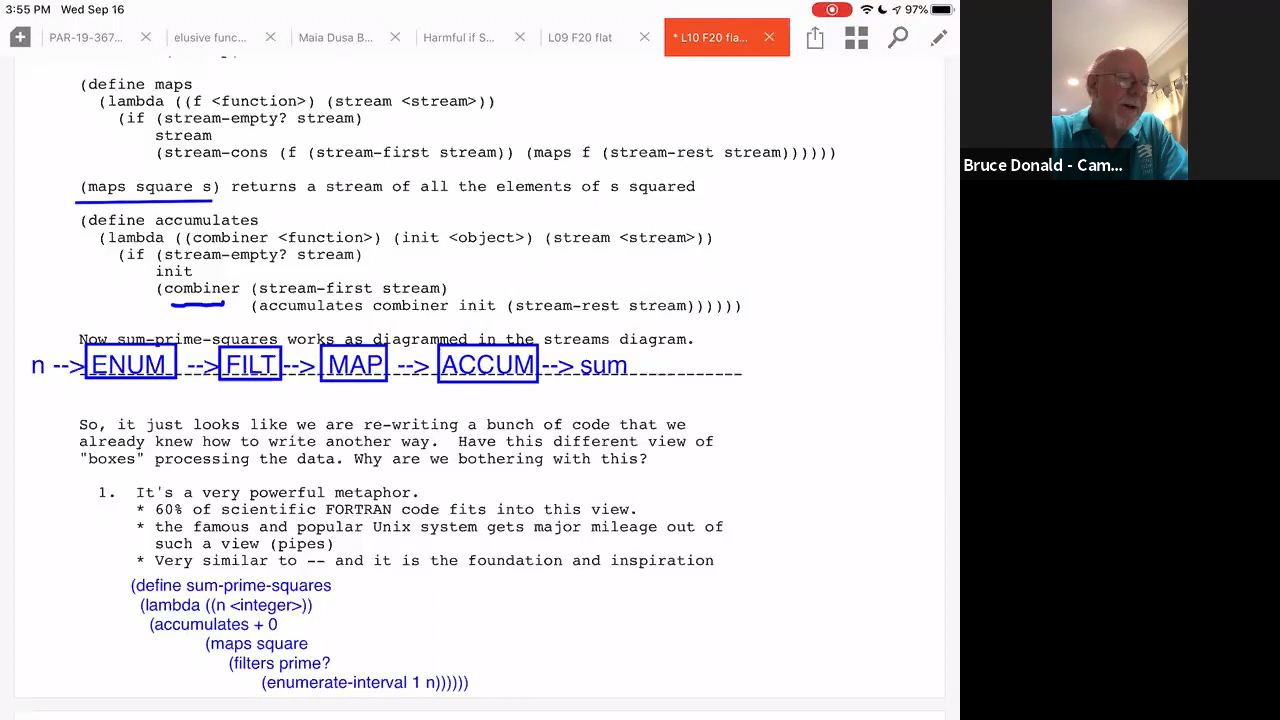 3:55 PM Wed Sep 16
97%
PAR-19-367...
elusive func...
Maia Dusa B...
Harmful if S...
L09 F20 flat
* L10 F20 fla...
(define maps
(lambda ((f <function>) (stream <stream>))
(if (stream-empty? stream)
stream
(stream-cons (f (stream-first stream)) (maps f (stream-rest stream))))))
(maps square s) returns a stream of all the elements of s squared
(define accumulates
(lambda ((combiner <function>) (init <object>) (stream <stream>))
(if (stream-empty? stream)
init
(combiner (stream-first stream)
(accumulates combiner init (stream-rest stream))))))
Now sum-prime-squares works as diagrammed in the streams diagram.
n --> ENUM --> FILT --> MAP --> ACCUM --> sum
So, it just looks like we are re-writing a bunch of code that we
already knew how to write another way. Have this different view of
"boxes" processing the data. Why are we bothering with this?
1. It's a very powerful metaphor.
* 60% of scientific FORTRAN code fits into this view.
* the famous and popular Unix system gets major mileage out of
such a view (pipes)
* Very similar to -- and it is the foundation and inspiration
(define sum-prime-squares
(lambda ((n <integer>))
(accumulates + 0
(maps square
(filters prime?
(enumerate-interval 1 n))))))
Bruce Donald - Cam...